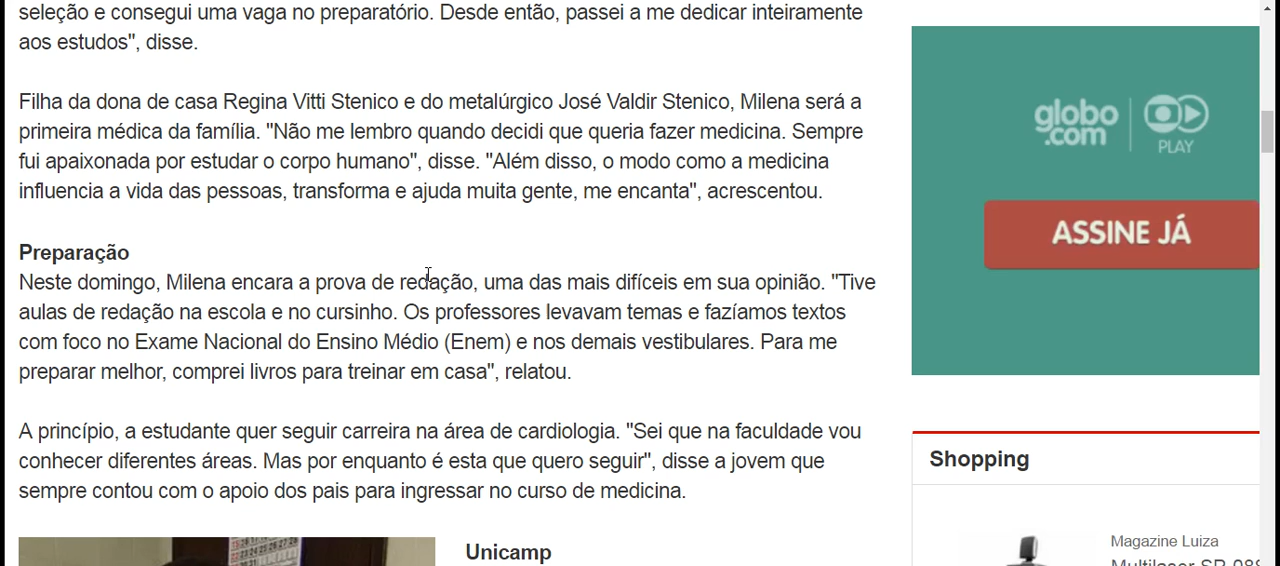 seleção e consegui uma vaga no preparatório. Desde então, passei a me dedicar inteiramente
aos estudos", disse.
Filha da dona de casa Regina Vitti Stenico e do metalúrgico José Valdir Stenico, Milena será a
primeira médica da família. "Não me lembro quando decidi que queria fazer medicina. Sempre
fui apaixonada por estudar o corpo humano", disse. "Além disso, o modo como a medicina
influencia a vida das pessoas, transforma e ajuda muita gente, me encanta", acrescentou.
Preparação
Neste domingo, Milena encara a prova de redação, uma das mais difíceis em sua opinião. "Tive
aulas de redação na escola e no cursinho. Os professores levavam temas e fazíamos textos
com foco no Exame Nacional do Ensino Médio (Enem) e nos demais vestibulares. Para me
preparar melhor, comprei livros para treinar em casa", relatou.
A princípio, a estudante quer seguir carreira na área de cardiologia. "Sei que na faculdade vou
conhecer diferentes áreas. Mas por enquanto é esta que quero seguir", disse a jovem que
sempre contou com o apoio dos pais para ingressar no curso de medicina.
Unicamp
globo
.com
PLAY
ASSINE JÁ
Shopping
Magazine Luiza
Multilaser SP-088